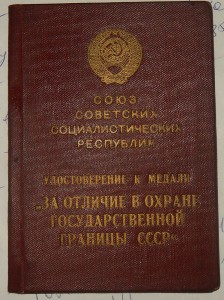 СОЮЗ
СОВЕТСКИХ
СОЦИАЛИСТИЧЕСКИХ
РЕСПУБЛИК
УДОСТОВЕРЕНИЕ К МЕДАЛИ
„ЗА ОТЛИЧИЕ В ОХРАНЕ
ГОСУДАРСТВЕННОЙ
ГРАНИЦЫ СССР“